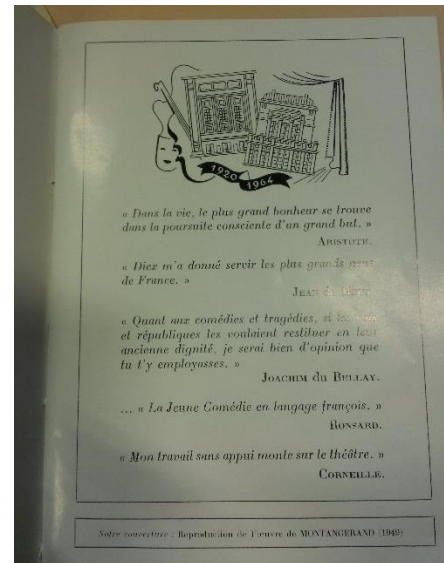 1920
1964
« Dans la vie, le plus grand bonheur se trouve
dans la poursuite consciente d'un grand but. »
ARISTOTE.
« Diex m'a donné servir les plus grands
de France. »
JEAN
« Quant aux comédies et tragédies, si les
et républiques les voulaient restituer en leur
ancienne dignité, je serai bien d'opinion que
tu t'y employasses. »
JOACHIM du BELLAY.
... « La Jeune Comédie en langage françois. »
RONSARD.
« Mon travail sans appui monte sur le théâtre. »
CORNEILLE.
Notre couverture : Reproduction de l'œuvre de MONTANGERAND (1949)